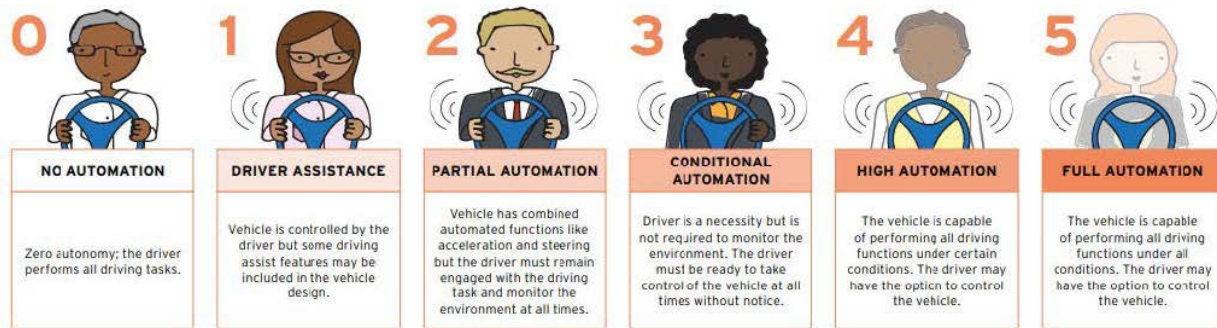 0
NO AUTOMATION
Zero autonomy; the driver
performs all driving tasks.
1
DRIVER ASSISTANCE
Vehicle is controlled by the
driver but some driving
assist features may be
included in the vehicle
design.
2
PARTIAL AUTOMATION
Vehicle has combined
automated functions like
acceleration and steering
but the driver must remain
engaged with the driving
task and monitor the
environment at all times.
3
CONDITIONAL
AUTOMATION
Driver is a necessity but is
not required to monitor the
environment. The driver
must be ready to take
control of the vehicle at all
times without notice.
4
HIGH AUTOMATION
The vehicle is capable
of performing all driving
functions under certain
conditions. The driver may
have the option to control
the vehicle.
5
FULL AUTOMATION
The vehicle is capable
of performing all driving
functions under all
conditions. The driver may
have the option to control
the vehicle.